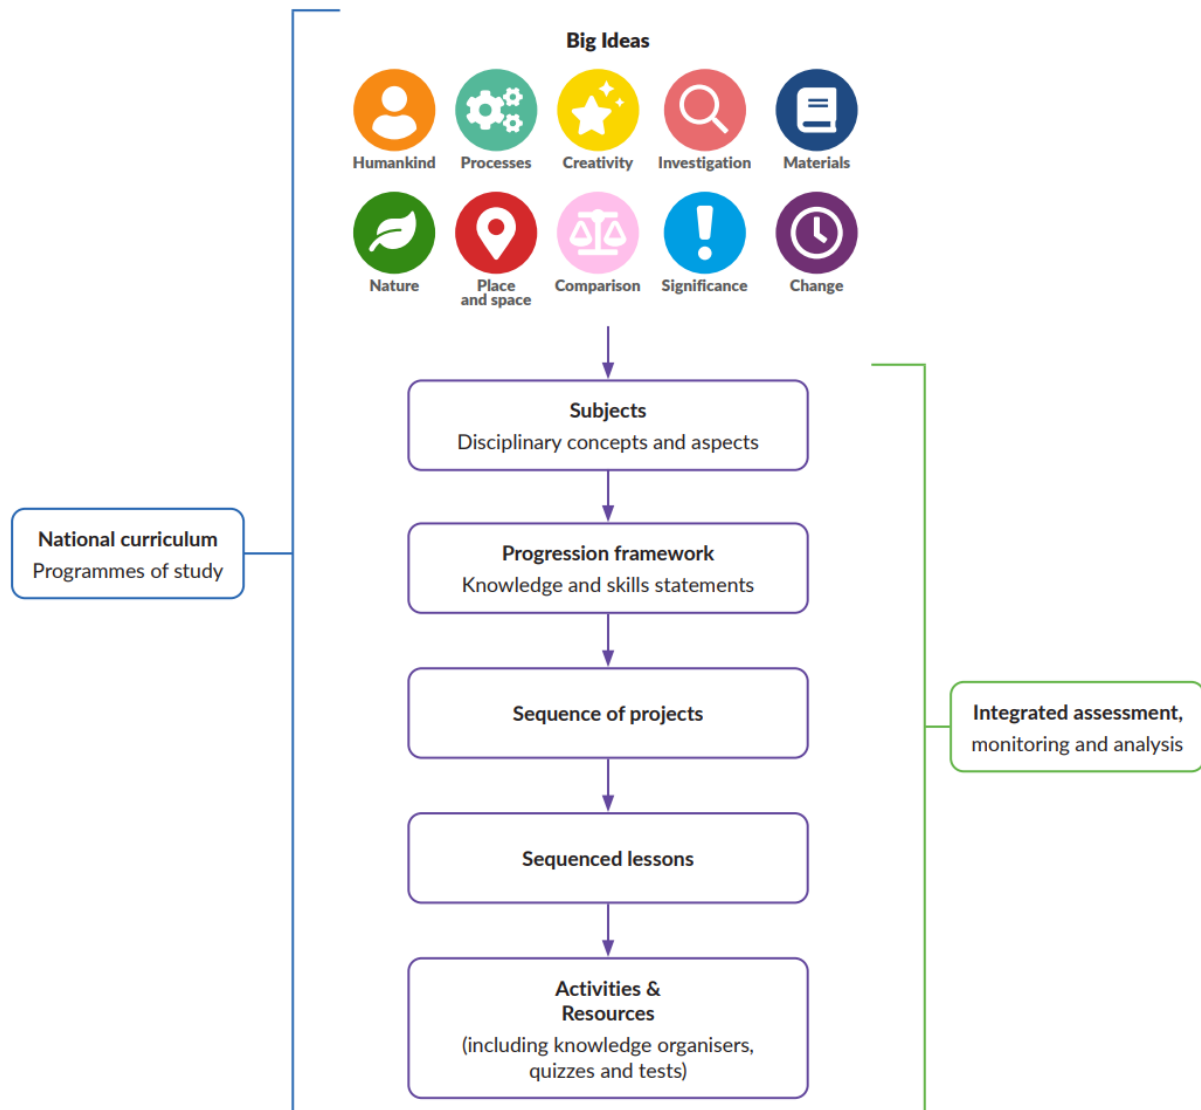 Big Ideas
Humankind
Processes
Creativity
Investigation
Materials
Nature
Place
and space
Comparison
Significance
Change
Subjects
Disciplinary concepts and aspects
National curriculum
Programmes of study
Progression framework
Knowledge and skills statements
Sequence of projects
Integrated assessment,
monitoring and analysis
Sequenced lessons
Activities &
Resources
(including knowledge organisers,
quizzes and tests)